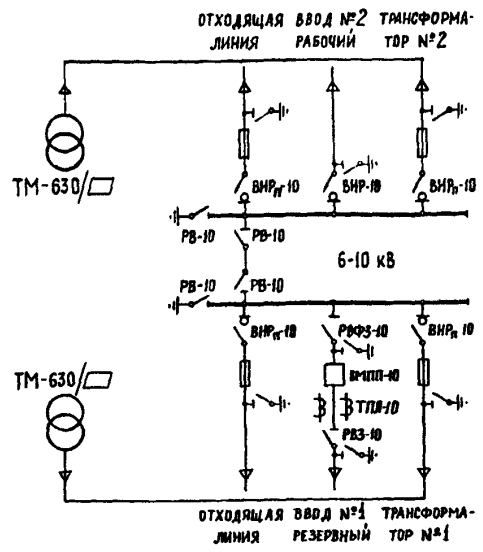 ОТХОДЯЩАЯ ВВОД №2 ТРАНСФОРМА-
ЛИНИЯ РАБОЧИЙ ТОР №2
ТМ-630/
ВНРп-10 ВНР-10 ВНРп-10
РВ-10 РВ-10
6-10 кВ
РВ-10 РВ-10
ВНРп-10 РВФЗ-10 ВНРп-10
ТМ-630/
ВМПП-10
ТПЛ-10
РВЗ-10
ОТХОДЯЩАЯ ВВОД №1 ТРАНСФОРМА-
ЛИНИЯ РЕЗЕРВНЫЙ ТОР №1